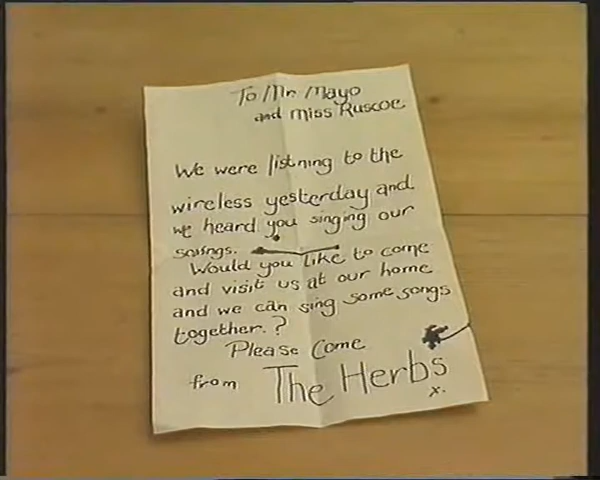 To Mr. Mayo
and Miss Ruscoe
We were listning to the
wireless yesterday and
we heard you singing our
soings.
Would you like to come
and visit us at our home
and we can sing some songs
together.?
Please Come
from The Herbs
x.